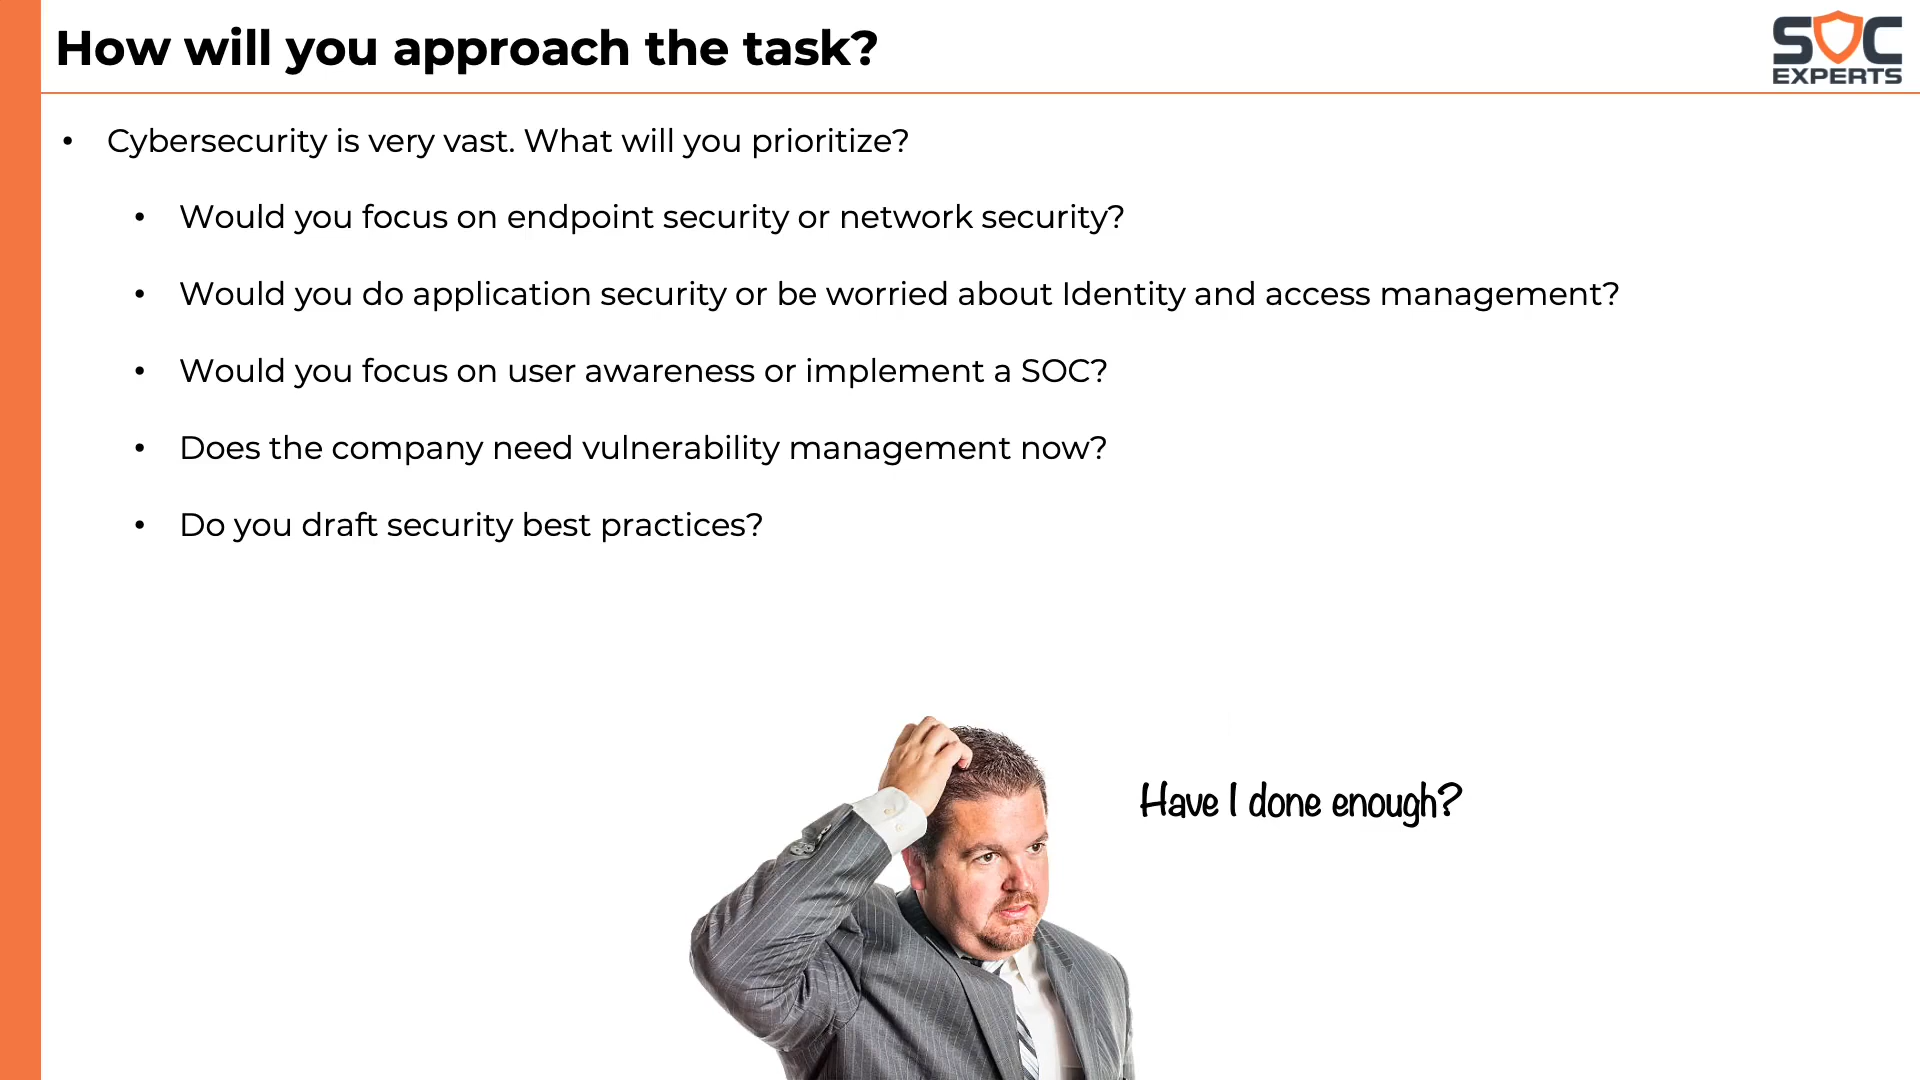 How will you approach the task?
SOC
EXPERTS
• Cybersecurity is very vast. What will you prioritize?
• Would you focus on endpoint security or network security?
• Would you do application security or be worried about Identity and access management?
• Would you focus on user awareness or implement a SOC?
• Does the company need vulnerability management now?
• Do you draft security best practices?
Have I done enough?